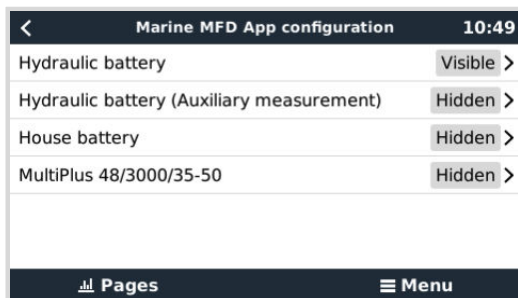 Marine MFD App configuration 10:49
Hydraulic battery Visible
Hydraulic battery (Auxiliary measurement) Hidden
House battery Hidden
MultiPlus 48/3000/35-50 Hidden
Pages Menu